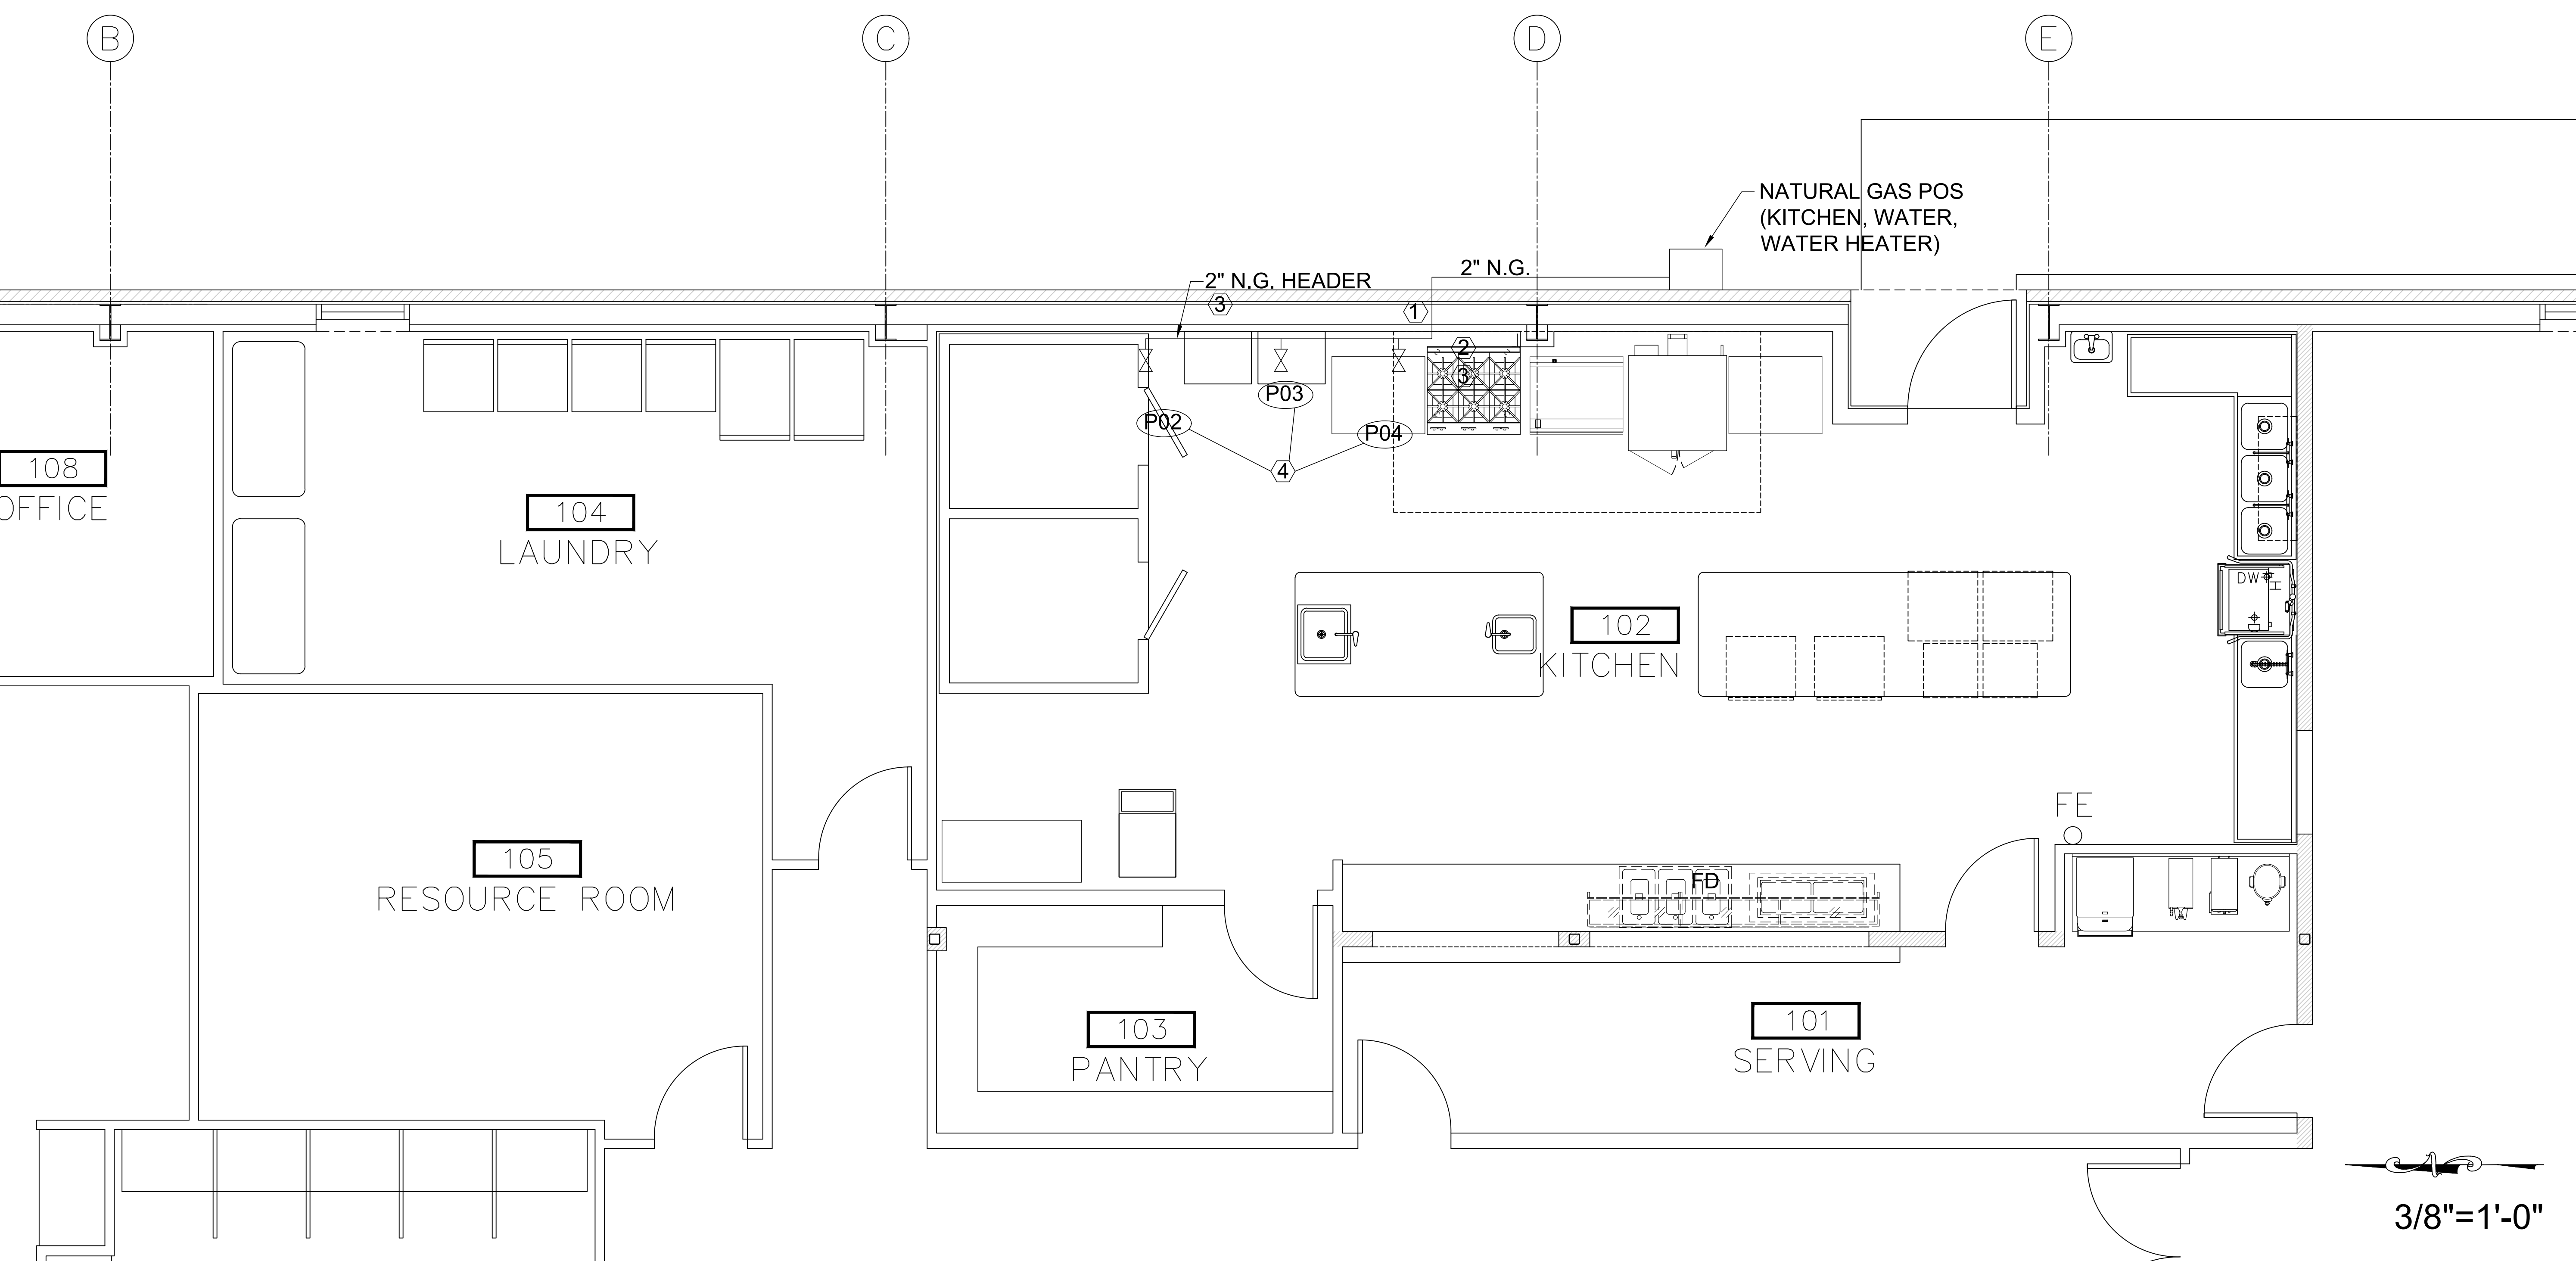 B
C
D
E
NATURAL GAS POS
(KITCHEN, WATER,
WATER HEATER)
2" N.G.
2" N.G. HEADER
3
1
2
3
P03
P02
P04
4
108
OFFICE
104
LAUNDRY
DW
H
102
KITCHEN
FE
105
RESOURCE ROOM
FD
103
PANTRY
101
SERVING
N
3/8"=1'-0"